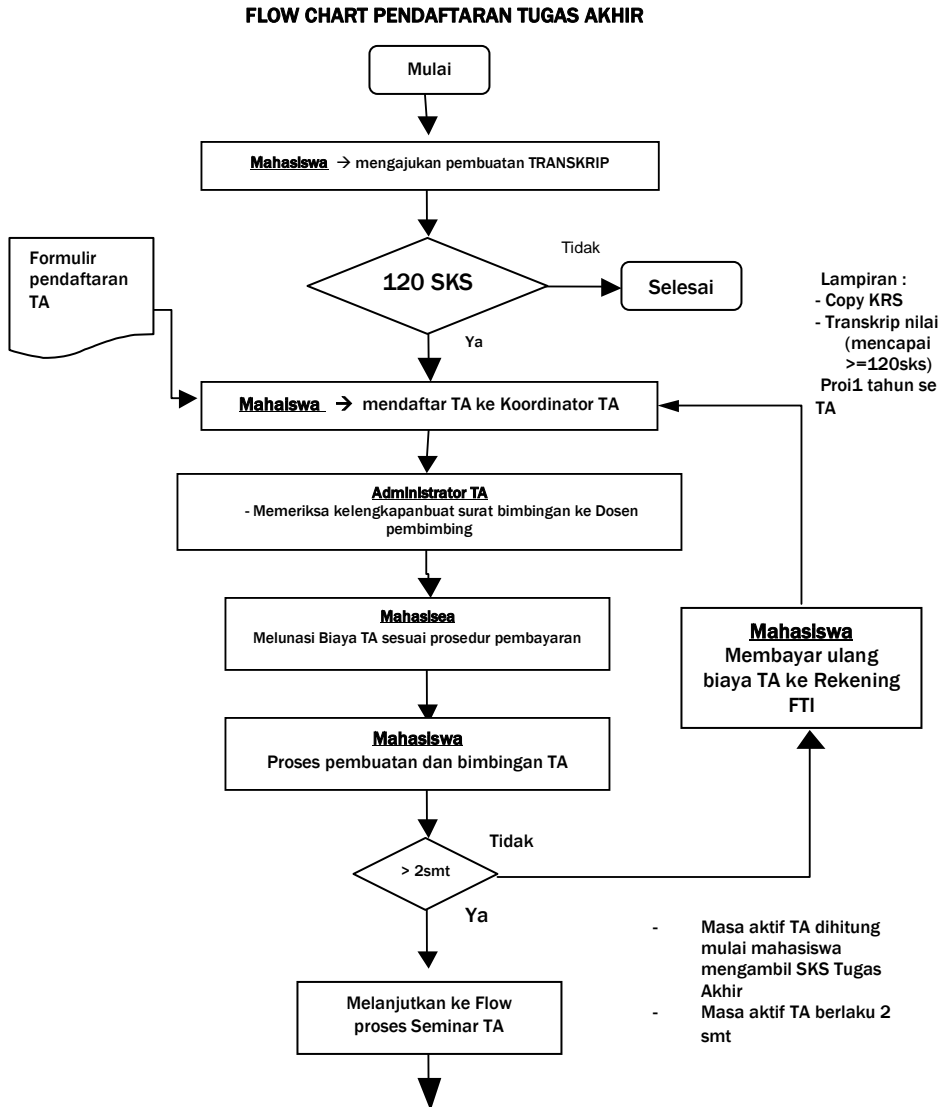 FLOW CHART PENDAFTARAN TUGAS AKHIR
Mulai
Mahasiswa → mengajukan pembuatan TRANSKRIP
Formulir
pendaftaran
TA
120 SKS
Tidak
Selesai
Ya
Lampiran :
- Copy KRS
- Transkrip nilai
(mencapai
>=120sks)
Proi1 tahun se
TA
Mahaiswa → mendaftar TA ke Koordinator TA
Administrator TA
- Memeriksa kelengkapanbuat surat bimbingan ke Dosen
pembimbing
Mahasisea
Melunasi Biaya TA sesuai prosedur pembayaran
Mahasiswa
Membayar ulang
biaya TA ke Rekening
FTI
Mahasiswa
Proses pembuatan dan bimbingan TA
> 2smt
Tidak
Ya
- Masa aktif TA dihitung
mulai mahasiswa
mengambil SKS Tugas
Akhir
- Masa aktif TA berlaku 2
smt
Melanjutkan ke Flow
proses Seminar TA